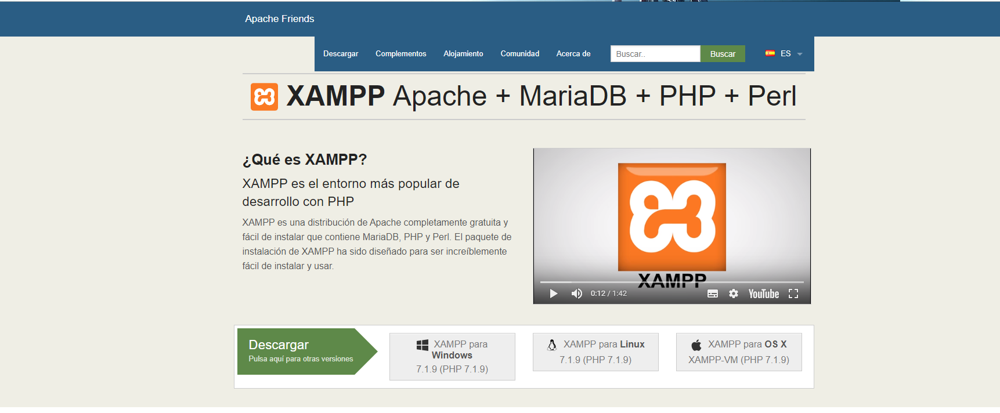 Apache Friends
Descargar Complementos Alojamiento Comunidad Acerca de Buscar.. Buscar ES
XAMPP Apache + MariaDB + PHP + Perl
¿Qué es XAMPP?
XAMPP es el entorno más popular de
desarrollo con PHP
XAMPP es una distribución de Apache completamente gratuita y
fácil de instalar que contiene MariaDB, PHP y Perl. El paquete de
instalación de XAMPP ha sido diseñado para ser increíblemente
fácil de instalar y usar.
XAMPP
0:12 / 1:42 YouTube
Descargar
Pulsa aquí para otras versiones
XAMPP para
Windows
7.1.9 (PHP 7.1.9)
XAMPP para Linux
7.1.9 (PHP 7.1.9)
XAMPP para OS X
XAMPP-VM (PHP 7.1.9)